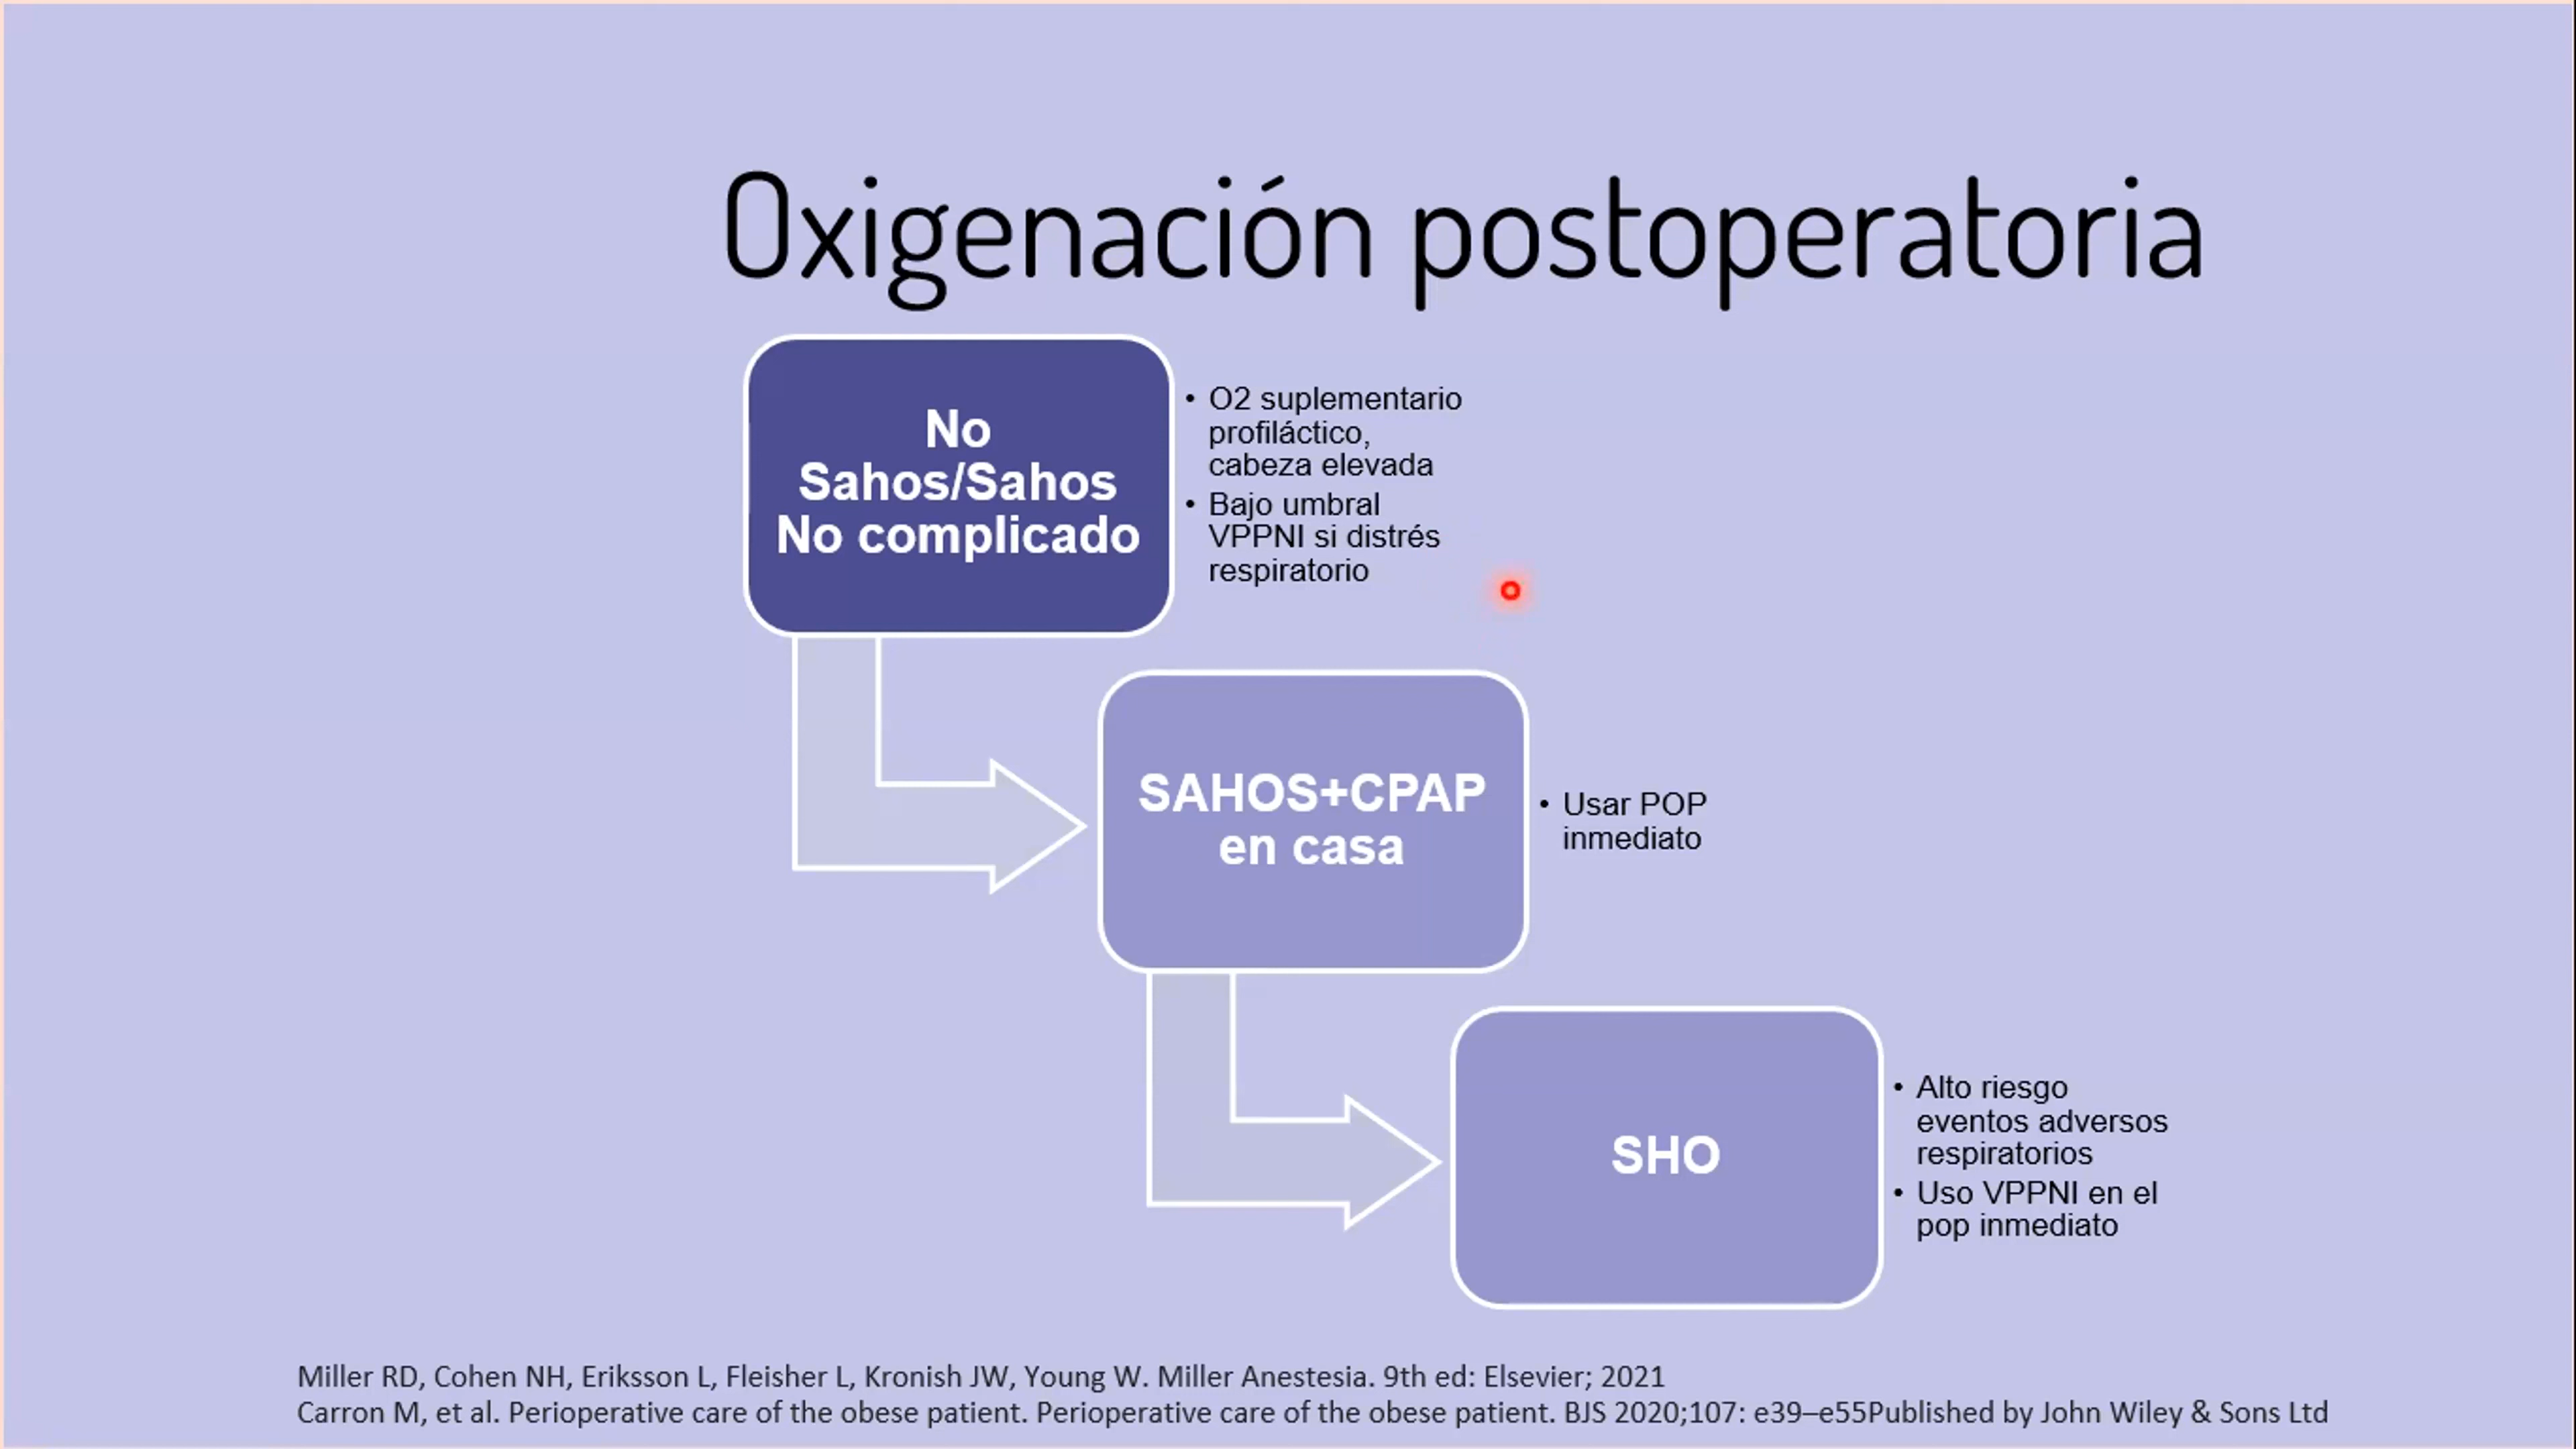 Oxigenación postoperatoria
No
Sahos/Sahos
No complicado
• O2 suplementario
profiláctico,
cabeza elevada
• Bajo umbral
VPPNI si distrés
respiratorio
SAHOS+CPAP
en casa
• Usar POP
inmediato
SHO
• Alto riesgo
eventos adversos
respiratorios
• Uso VPPNI en el
pop inmediato
Miller RD, Cohen NH, Eriksson L, Fleisher L, Kronish JW, Young W. Miller Anestesia. 9th ed: Elsevier; 2021
Carron M, et al. Perioperative care of the obese patient. Perioperative care of the obese patient. BJS 2020;107: e39–e55Published by John Wiley & Sons Ltd